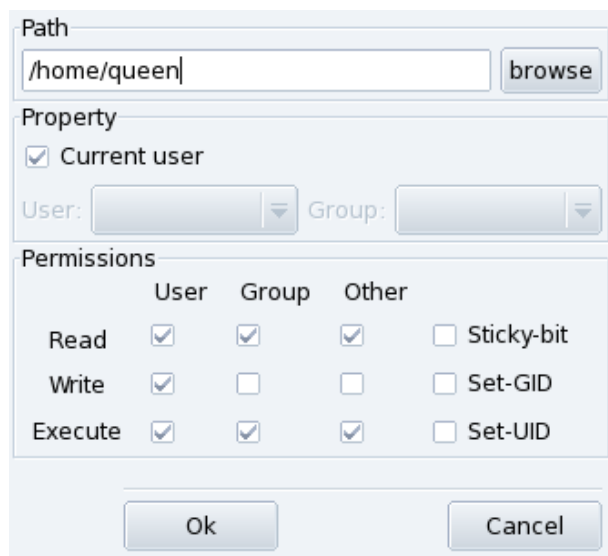 Path
/home/queen browse
Property
Current user
User: Group:
Permissions
User Group Other
Read Sticky-bit
Write Set-GID
Execute Set-UID
Ok Cancel